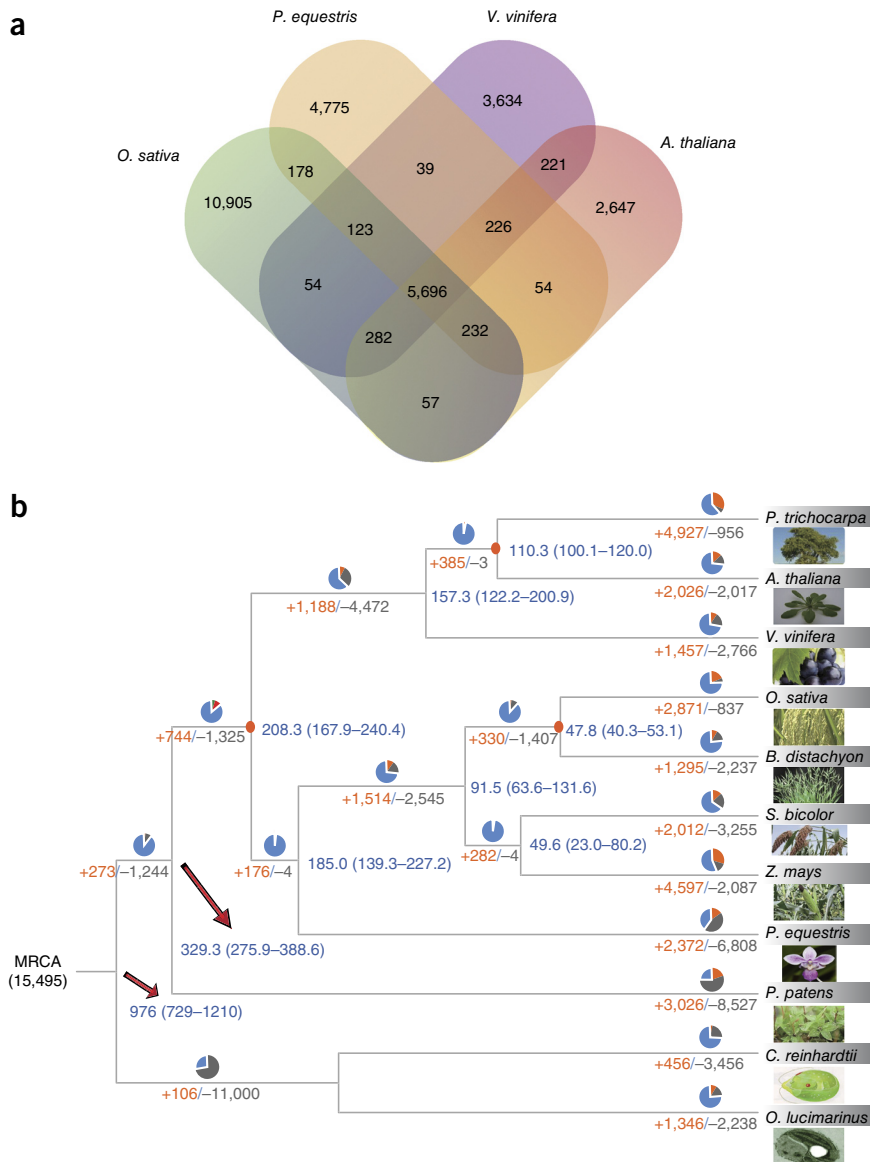 a
P. equestris
V. vinifera
O. sativa
A. thaliana
4,775
3,634
178
39
221
10,905
2,647
123
226
54
5,696
54
282
232
57
b
P. trichocarpa
+4,927/–956
+385/–3
110.3 (100.1–120.0)
A. thaliana
+2,026/–2,017
+1,188/–4,472
157.3 (122.2–200.9)
V. vinifera
+1,457/–2,766
O. sativa
+2,871/–837
+744/–1,325
208.3 (167.9–240.4)
+330/–1,407
47.8 (40.3–53.1)
B. distachyon
+1,295/–2,237
+1,514/–2,545
91.5 (63.6–131.6)
S. bicolor
+2,012/–3,255
+282/–4
49.6 (23.0–80.2)
+273/–1,244
+176/–4
185.0 (139.3–227.2)
Z. mays
+4,597/–2,087
P. equestris
+2,372/–6,808
329.3 (275.9–388.6)
MRCA
(15,495)
P. patens
+3,026/–8,527
976 (729–1210)
C. reinhardtii
+456/–3,456
+106/–11,000
O. lucimarinus
+1,346/–2,238